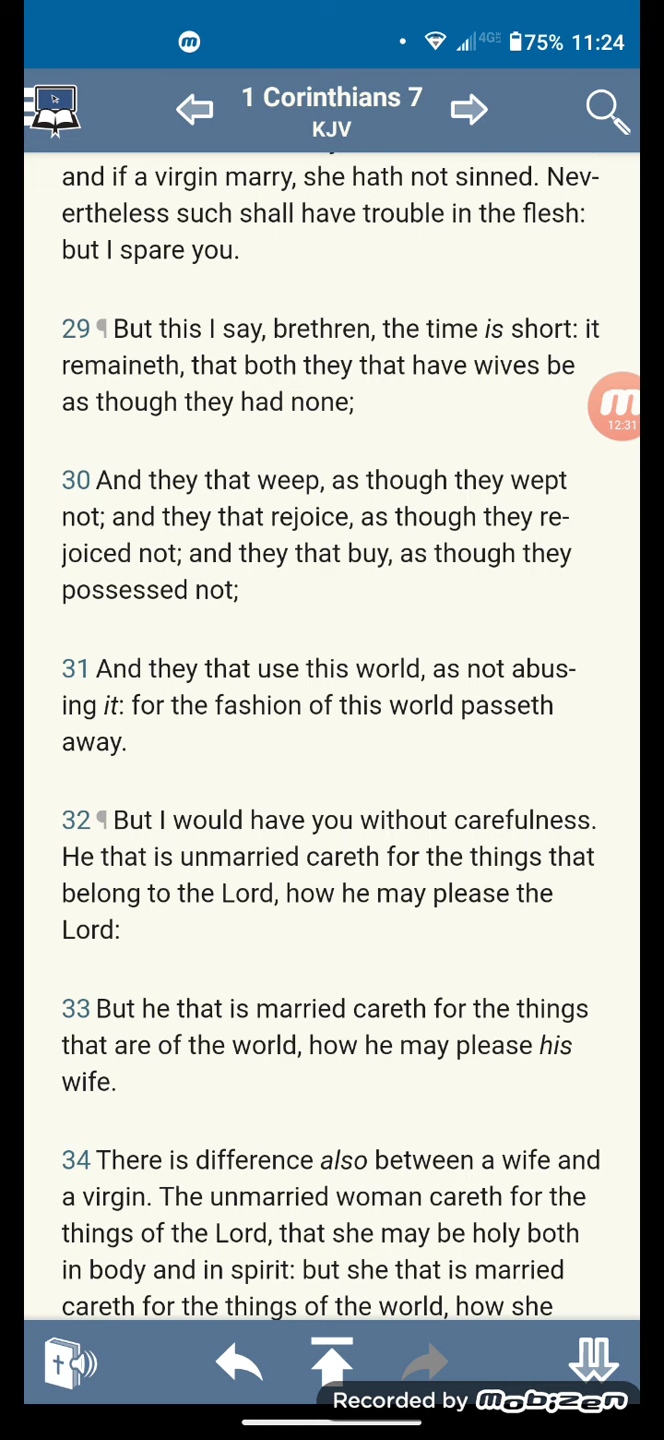 75% 11:24
4G
1 Corinthians 7
KJV
and if a virgin marry, she hath not sinned. Nev-
ertheless such shall have trouble in the flesh:
but I spare you.
29 ¶ But this I say, brethren, the time is short: it
remaineth, that both they that have wives be
as though they had none;
12:31
30 And they that weep, as though they wept
not; and they that rejoice, as though they re-
joiced not; and they that buy, as though they
possessed not;
31 And they that use this world, as not abus-
ing it: for the fashion of this world passeth
away.
32 ¶ But I would have you without carefulness.
He that is unmarried careth for the things that
belong to the Lord, how he may please the
Lord:
33 But he that is married careth for the things
that are of the world, how he may please his
wife.
34 There is difference also between a wife and
a virgin. The unmarried woman careth for the
things of the Lord, that she may be holy both
in body and in spirit: but she that is married
careth for the things of the world, how she
Recorded by mobizen